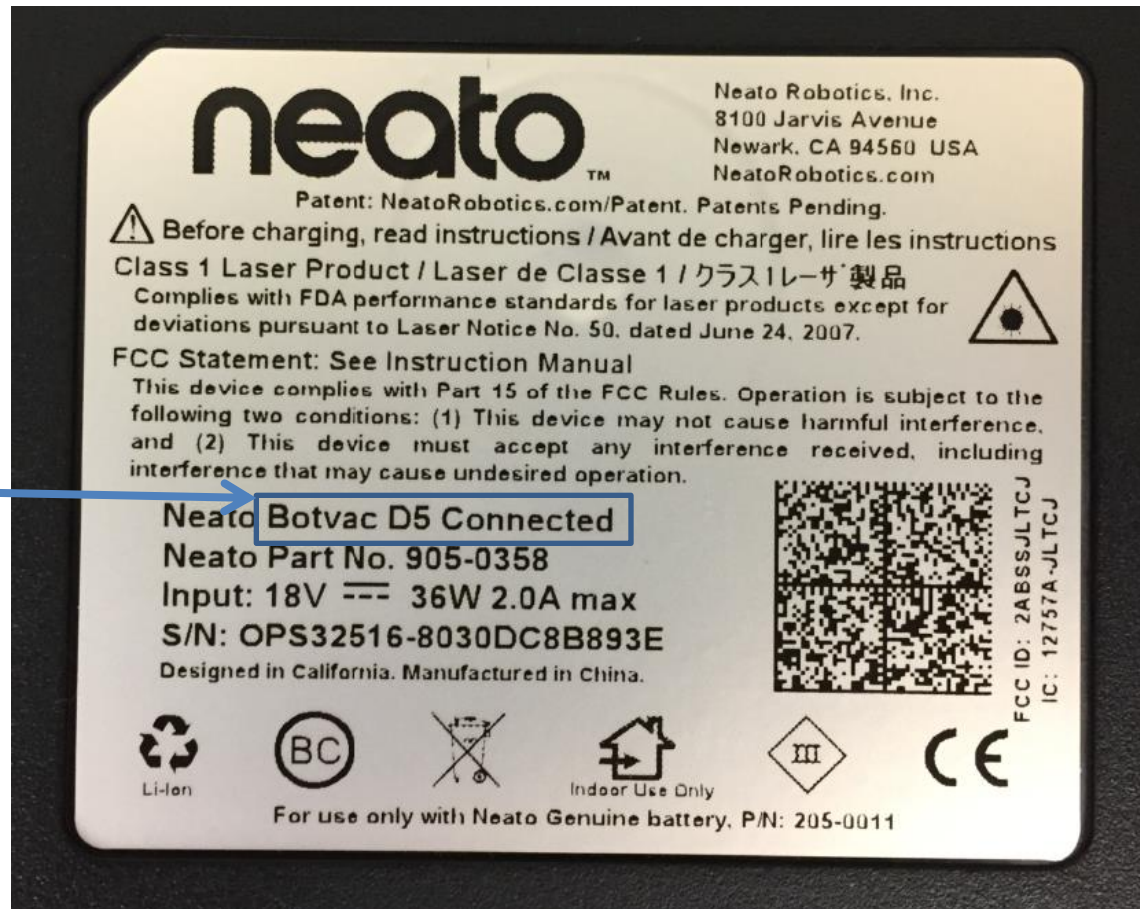 neato™
Neato Robotics, Inc.
8100 Jarvis Avenue
Newark, CA 94560 USA
NeatoRobotics.com
Patent: NeatoRobotics.com/Patent. Patents Pending.
Before charging, read instructions / Avant de charger, lire les instructions
Class 1 Laser Product / Laser de Classe 1 / クラス1レーザ製品
Complies with FDA performance standards for laser products except for
deviations pursuant to Laser Notice No. 50, dated June 24, 2007.
FCC Statement: See Instruction Manual
This device complies with Part 15 of the FCC Rules. Operation is subject to the
following two conditions: (1) This device may not cause harmful interference,
and (2) This device must accept any interference received, including
interference that may cause undesired operation.
Neato Botvac D5 Connected
Neato Part No. 905-0358
Input: 18V ⎓ 36W 2.0A max
S/N: OPS32516-8030DC8B893E
Designed in California. Manufactured in China.
FCC ID: 2ABSSJLTCJ
IC: 12757A-JLTCJ
Li-Ion
BC
Indoor Use Only
III
CE
For use only with Neato Genuine battery, P/N: 205-0011